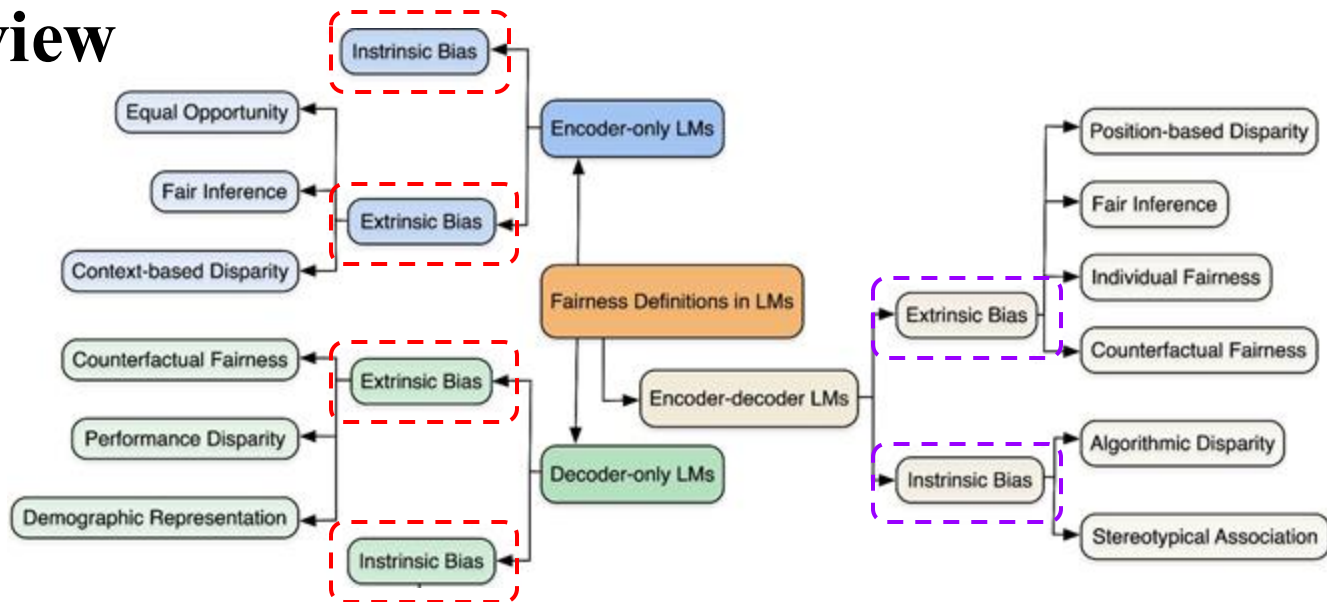 view
Instrinsic Bias
Equal Opportunity
Encoder-only LMs
Position-based Disparity
Fair Inference
Fair Inference
Extrinsic Bias
Context-based Disparity
Individual Fairness
Fairness Definitions in LMs
Extrinsic Bias
Counterfactual Fairness
Counterfactual Fairness
Extrinsic Bias
Encoder-decoder LMs
Performance Disparity
Algorithmic Disparity
Decoder-only LMs
Instrinsic Bias
Demographic Representation
Stereotypical Association
Instrinsic Bias